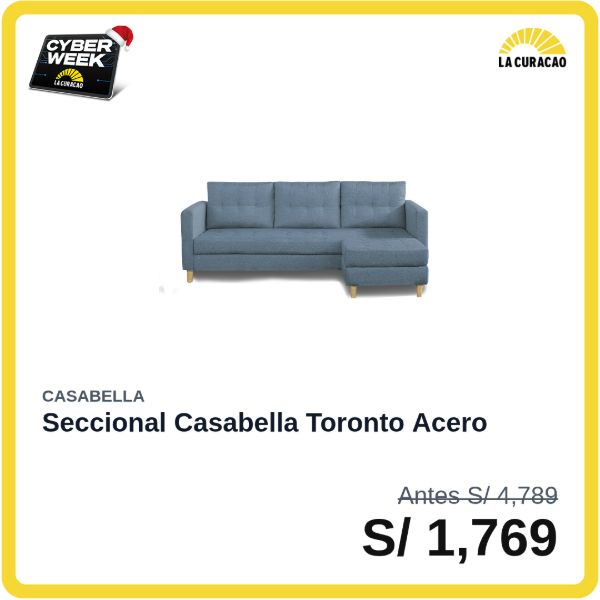 CYBER
WEEK
LA CURACAO
LA CURACAO
CASABELLA
Seccional Casabella Toronto Acero
Antes S/ 4,789
S/ 1,769